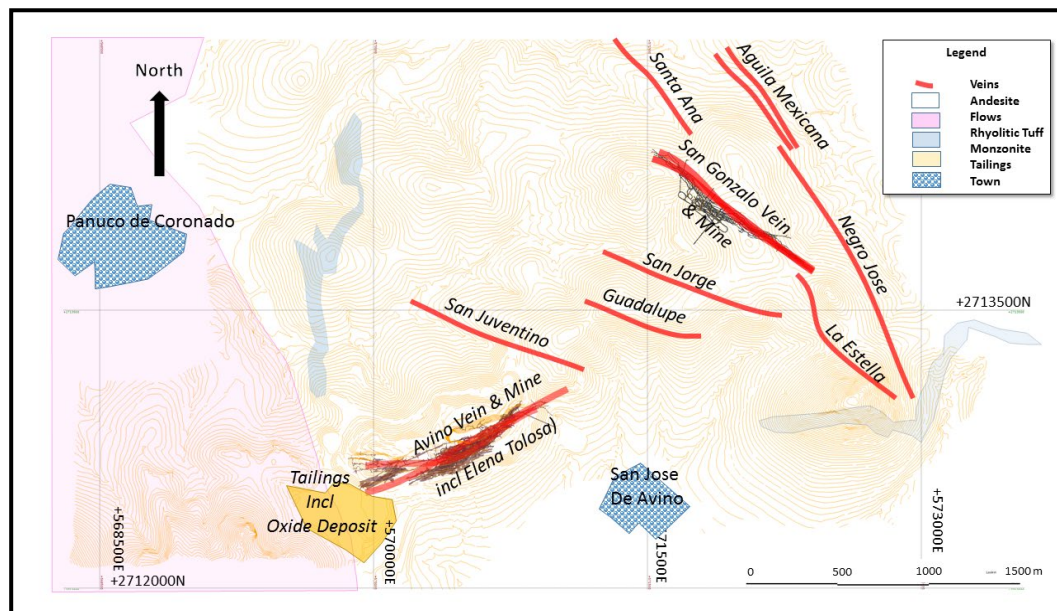 North
Panuco de Coronado
Santa Ana
Aguila Mexicana
San Gonzalo Vein
& Mine
Negro Jose
San Jorge
Guadalupe
La Estella
San Juventino
Avino Vein & Mine
incl Elena Tolosa)
Tailings
Incl
Oxide Deposit
San Jose
De Avino
Legend
Veins
Andesite
Flows
Rhyolitic Tuff
Monzonite
Tailings
Town
+2713500N
+2712000N
+568500E
+570000E
+571500E
+573000E
0 500 1000 1500 m